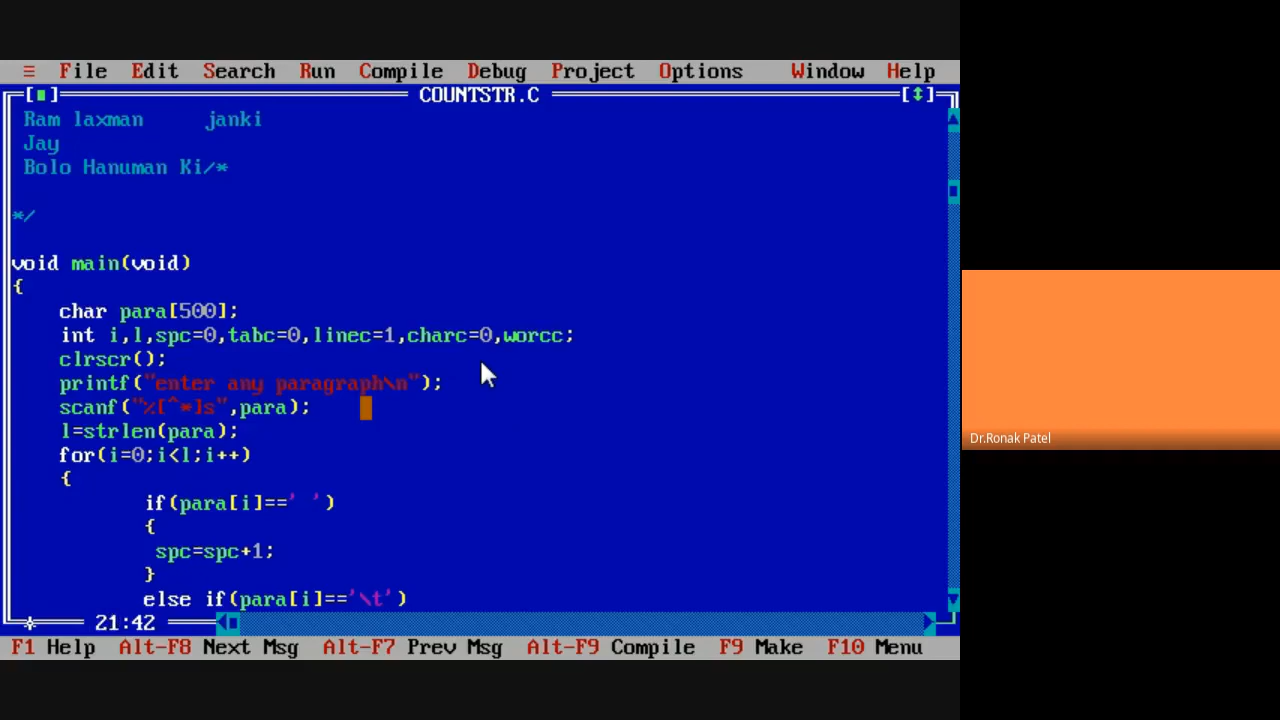 ≡ File Edit Search Run Compile Debug Project Options Window Help
COUNTSTR.C
Ram laxman janki
Jay
Bolo Hanuman Ki/*
*/
void main(void)
{
char para[500];
int i,l,spc=0,tabc=0,linec=1,charc=0,worcc;
clrscr();
printf("enter any paragraph\n");
scanf("%[^*]s",para);
l=strlen(para);
for(i=0;i<l;i++)
{
if(para[i]==' ')
{
spc=spc+1;
}
else if(para[i]=='\t')
21:42
F1 Help Alt-F8 Next Msg Alt-F7 Prev Msg Alt-F9 Compile F9 Make F10 Menu
Dr.Ronak Patel